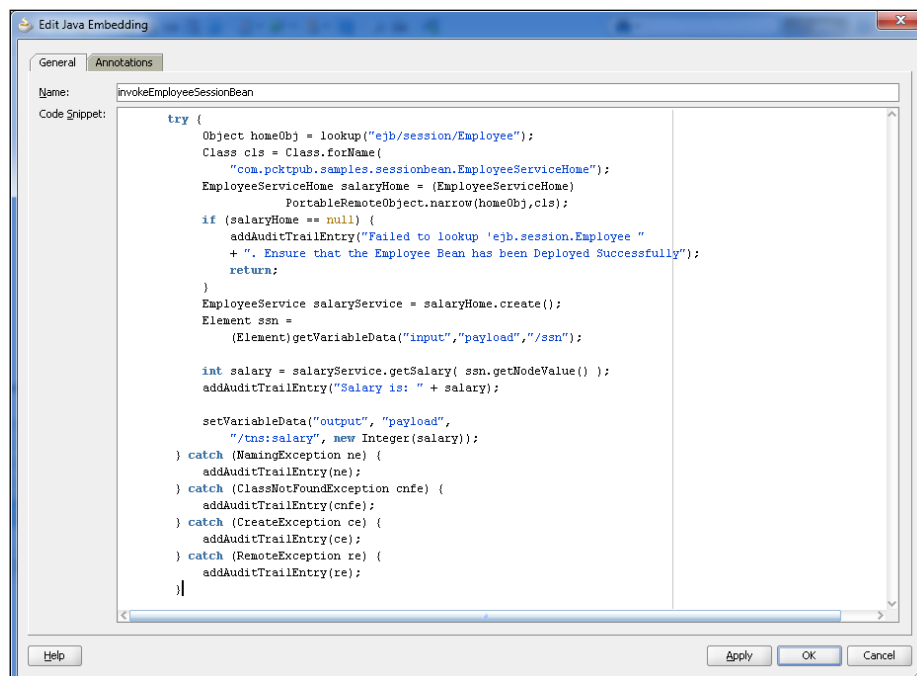 Edit Java Embedding
General
Annotations
Name:
invokeEmployeeSessionBean
Code Snippet:
try {
Object homeObj = lookup("ejb/session/Employee");
Class cls = Class.forName(
"com.pcktpub.samples.sessionbean.EmployeeServiceHome");
EmployeeServiceHome salaryHome = (EmployeeServiceHome)
PortableRemoteObject.narrow(homeObj,cls);
if (salaryHome == null) {
addAuditTrailEntry("Failed to lookup 'ejb.session.Employee "
+ ". Ensure that the Employee Bean has been Deployed Successfully");
return;
}
EmployeeService salaryService = salaryHome.create();
Element ssn =
(Element)getVariableData("input","payload","/ssn");
int salary = salaryService.getSalary( ssn.getNodeValue() );
addAuditTrailEntry("Salary is: " + salary);
setVariableData("output", "payload",
"/tns:salary", new Integer(salary));
} catch (NamingException ne) {
addAuditTrailEntry(ne);
} catch (ClassNotFoundException cnfe) {
addAuditTrailEntry(cnfe);
} catch (CreateException ce) {
addAuditTrailEntry(ce);
} catch (RemoteException re) {
addAuditTrailEntry(re);
}
Help
Apply
OK
Cancel